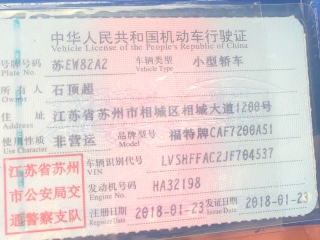 中华人民共和国机动车行驶证
Vehicle License of the People's Republic of China
号牌号码 苏EW82A2 车辆类型 小型轿车
Plate No. Vehicle Type
所有人 石顶超
Owner
住址 江苏省苏州市相城区相城大道1200号
Address
使用性质 非营运 品牌型号 福特牌CAF7200A51
Use Character Model
车辆识别代号 LVSHFFAC2JF704537
VIN
发动机号码 HA32198
Engine No.
注册日期 2018-01-23 发证日期 2018-01-23
Register Date Issue Date
江苏省苏州
市公安局交
通警察支队